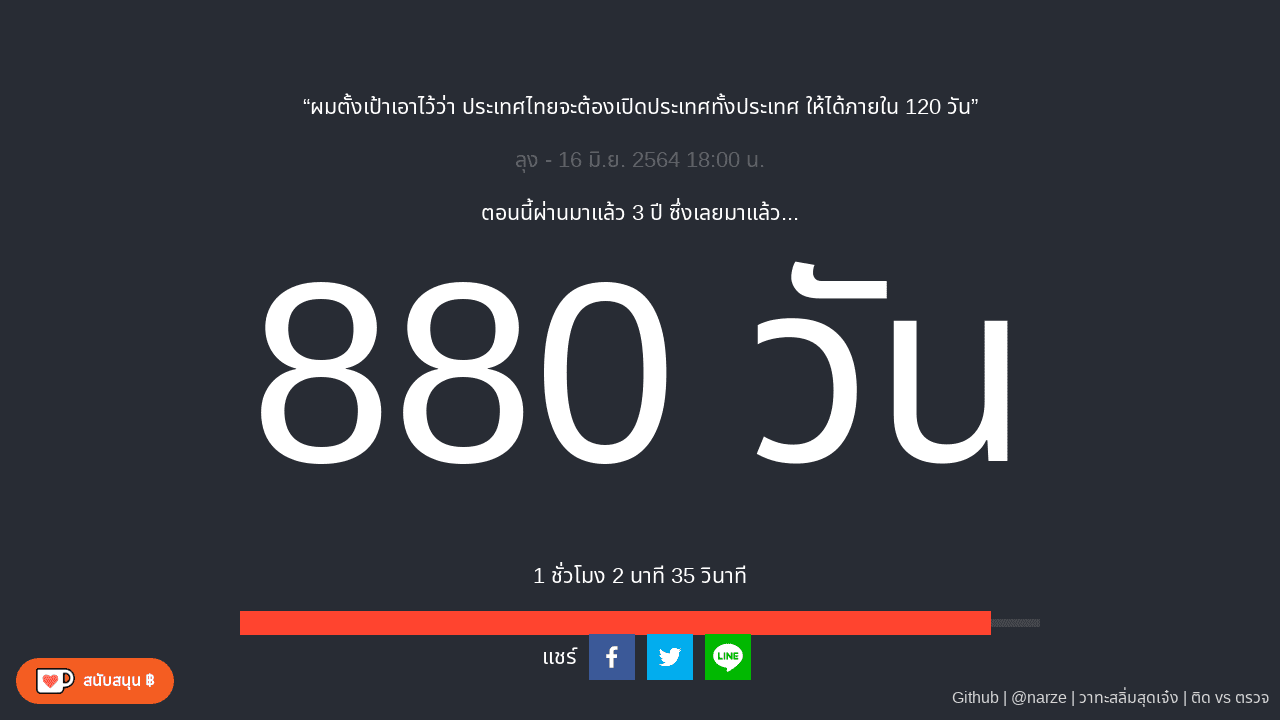 “ผมตั้งเป้าเอาไว้ว่า ประเทศไทยจะต้องเปิดประเทศทั้งประเทศ ให้ได้ภายใน 120 วัน”
ลุง - 16 มิ.ย. 2564 18:00 น.
ตอนนี้ผ่านมาแล้ว 3 ปี ซึ่งเลยมาแล้ว...
880 วัน
1 ชั่วโมง 2 นาที 35 วินาที
แชร์ LINE
สนับสนุน ฿
Github | @narze | วาทะสลิ่มสุดเจ๋ง | ติด vs ตรวจ